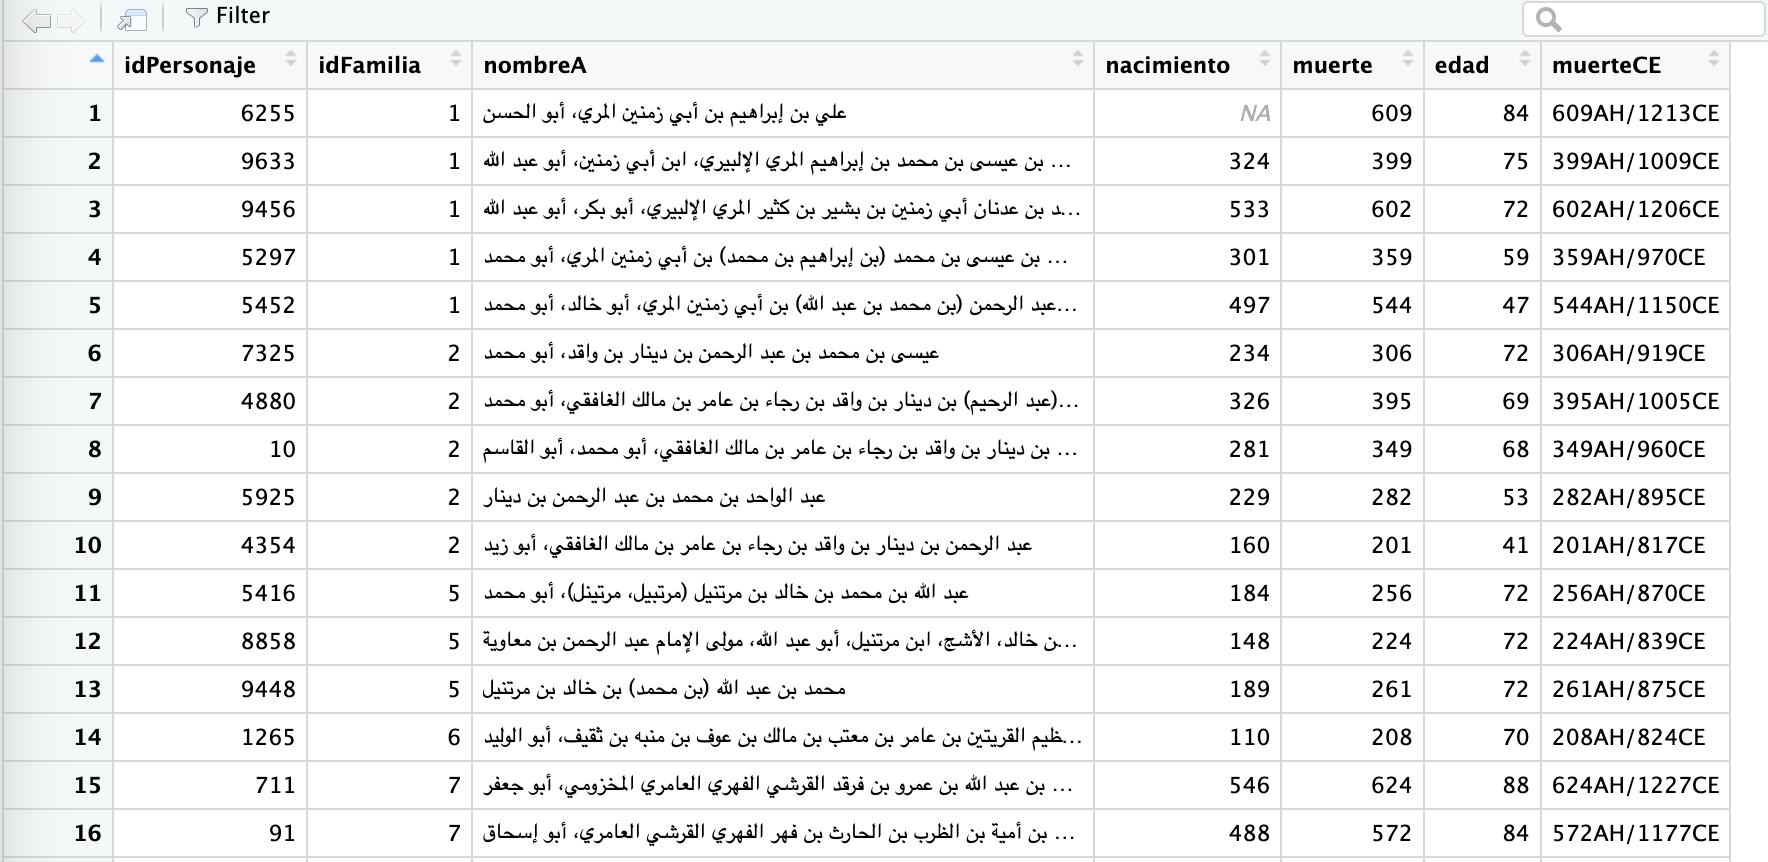 Filter
idPersonaje idFamilia nombreA nacimiento muerte edad muerteCE
1 6255 1 علي بن إبراهيم بن أبي زمنين المري، أبو الحسن NA 609 84 609AH/1213CE
2 9633 1 بن عيسى بن محمد بن إبراهيم المري الإلبيري، ابن أبي زمنين، أبو عبد الله ... 324 399 75 399AH/1009CE
3 9456 1 د بن عدنان أبي زمنين بن بشير بن كثير المري الإلبيري، أبو بكر، أبو عبد الله... 533 602 72 602AH/1206CE
4 5297 1 بن عيسى بن محمد (بن إبراهيم بن محمد) بن أبي زمنين المري، أبو محمد ... 301 359 59 359AH/970CE
5 5452 1 عبد الرحمن (بن محمد بن عبد الله) بن أبي زمنين المري، أبو خالد، أبو محمد... 497 544 47 544AH/1150CE
6 7325 2 عيسى بن محمد بن عبد الرحمن بن دينار بن واقد، أبو محمد 234 306 72 306AH/919CE
7 4880 2 (عبد الرحيم) بن دينار بن واقد بن رجاء بن عامر بن مالك الغافقي، أبو محمد... 326 395 69 395AH/1005CE
8 10 2 بن دينار بن واقد بن رجاء بن عامر بن مالك الغافقي، أبو محمد، أبو القاسم ... 281 349 68 349AH/960CE
9 5925 2 عبد الواحد بن محمد بن عبد الرحمن بن دينار 229 282 53 282AH/895CE
10 4354 2 عبد الرحمن بن دينار بن واقد بن رجاء بن عامر بن مالك الغافقي، أبو زيد 160 201 41 201AH/817CE
11 5416 5 عبد الله بن محمد بن خالد بن مرتنيل (مرتبيل، مرتينل)، أبو محمد 184 256 72 256AH/870CE
12 8858 5 ن خالد، الأشج، ابن مرتنيل، أبو عبد الله، مولى الإمام عبد الرحمن بن معاوية... 148 224 72 224AH/839CE
13 9448 5 محمد بن عبد الله (بن محمد) بن خالد بن مرتنيل 189 261 72 261AH/875CE
14 1265 6 ظيم القريتين بن عامر بن معتب بن مالك بن عوف بن منبه بن ثقيف، أبو الوليد... 110 208 70 208AH/824CE
15 711 7 بن عبد الله بن عمرو بن فرقد القرشي الفهري العامري المخزومي، أبو جعفر ... 546 624 88 624AH/1227CE
16 91 7 بن أمية بن الظرب بن الحارث بن فهر الفهري القرشي العامري، أبو إسحاق ... 488 572 84 572AH/1177CE